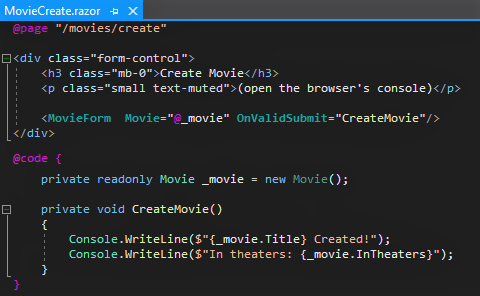 MovieCreate.razor
@page "/movies/create"
<div class="form-control">
<h3 class="mb-0">Create Movie</h3>
<p class="small text-muted">(open the browser's console)</p>
<MovieForm  Movie="@_movie" OnValidSubmit="CreateMovie"/>
</div>
@code {
private readonly Movie _movie = new Movie();
private void CreateMovie()
{
Console.WriteLine($"{_movie.Title} Created!");
Console.WriteLine($"In theaters: {_movie.InTheaters}");
}
}